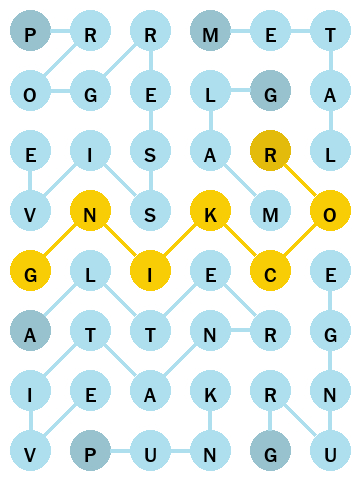 P R R M E T
O G E L G A
E I S A R L
V N S K M O
G L I E C E
A T T N R G
I E A K R N
V P U N G U